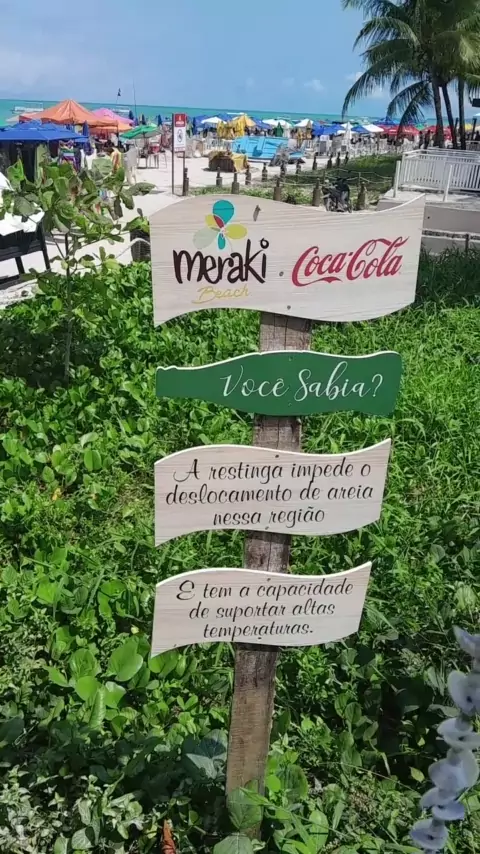 meraki
Beach
Coca-Cola
Você Sabia?
A restinga impede o
deslocamento de areia
nessa região
E tem a capacidade
de suportar altas
temperaturas.